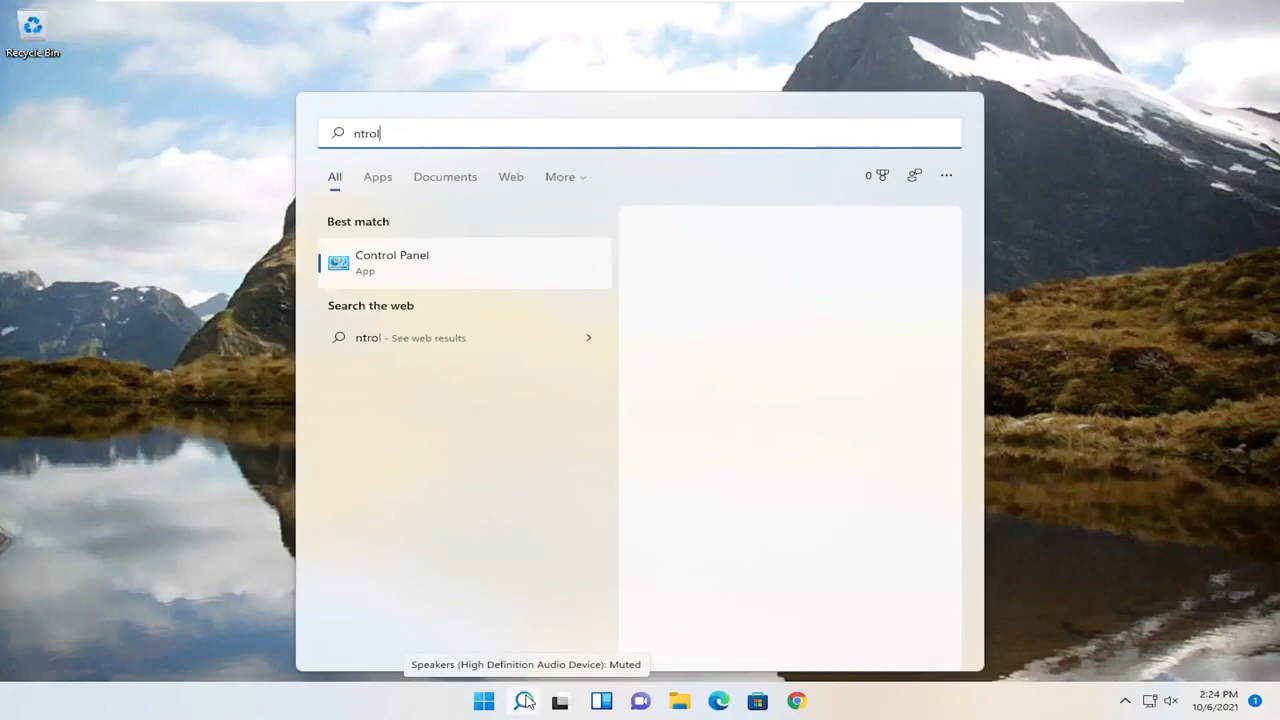 Recycle Bin
ntrol
All Apps Documents Web More 0
Best match
Control Panel
App
Search the web
ntrol - See web results
Speakers (High Definition Audio Device): Muted
2:24 PM
10/6/2021
1